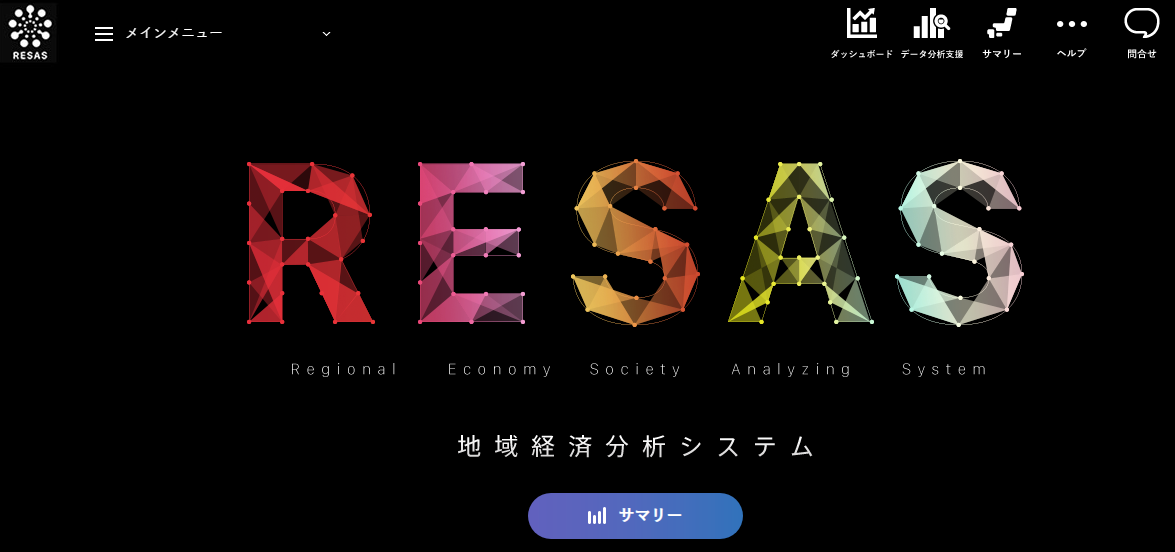 RESAS
メインメニュー
ダッシュボード
データ分析支援
サマリー
ヘルプ
問合せ
RESAS
Regional Economy Society Analyzing System
地域経済分析システム
サマリー